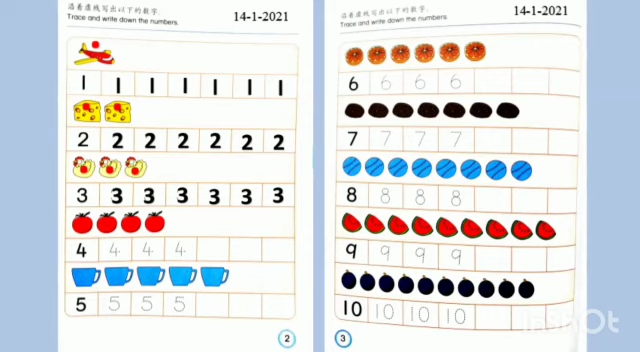 沿着虚线写出以下的数字
Trace and write down the numbers.
14-1-2021
1 1 1 1 1 1 1
2 2 2 2 2 2 2
3 3 3 3 3 3 3
4 4 4 4
5 5 5 5
2
沿着虚线写出以下的数字.
Trace and write down the numbers.
14-1-2021
6 6 6 6
7 7 7 7
8 8 8 8
9 9 9 9
10 10 10 10
3